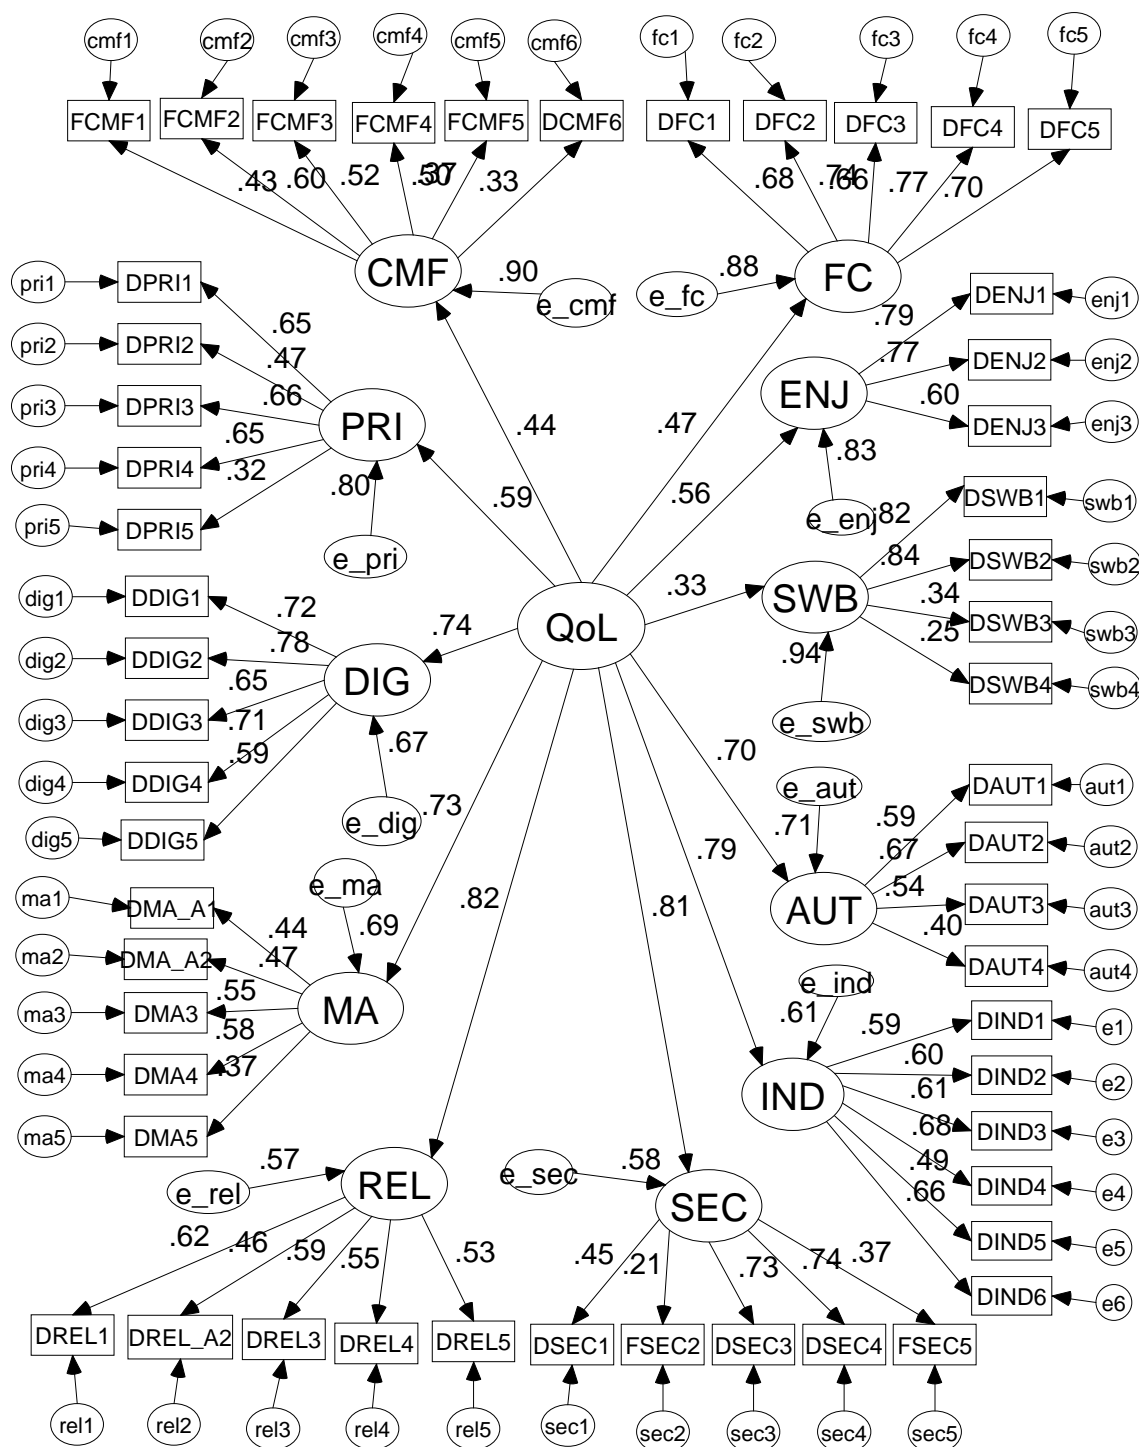 cmf1 cmf2 cmf3 cmf4 cmf5 cmf6 fc1 fc2 fc3 fc4 fc5
FCMF1 FCMF2 FCMF3 FCMF4 FCMF5 DCMF6 DFC1 DFC2 DFC3 DFC4 DFC5
.43 .60 .52 .50 .37 .33 .68 .74 .66 .77 .70
CMF .90 e_cmf e_fc .88 FC
pri1 DPRI1 .65 DENJ1 enj1 .79
pri2 DPRI2 .47 .77 DENJ2 enj2
pri3 DPRI3 .66 PRI ENJ .60 DENJ3 enj3
pri4 DPRI4 .65 .44 .47 .83
pri5 DPRI5 .32 .80 .59 .56 e_enj .82 DSWB1 swb1
e_pri .84 DSWB2 swb2
dig1 DDIG1 .72 .33 SWB .34 DSWB3 swb3
dig2 DDIG2 .78 .74 QoL .25 DSWB4 swb4
dig3 DDIG3 .65 DIG .94
dig4 DDIG4 .71 .67 e_swb
dig5 DDIG5 .59 e_dig .73 .70 e_aut DAUT1 aut1
.79 .71 .59 .67 DAUT2 aut2
ma1 DMA_A1 .44 e_ma .82 .81 AUT .54 DAUT3 aut3
ma2 DMA_A2 .47 .69 .40 DAUT4 aut4
ma3 DMA3 .55 MA e_ind
ma4 DMA4 .58 .61 .59 DIND1 e1
ma5 DMA5 .37 IND .60 DIND2 e2
.61 DIND3 e3
.57 e_rel REL e_sec .58 SEC .68 DIND4 e4
.49 DIND5 e5
.66 DIND6 e6
.62 .46 .59 .55 .53 .45 .21 .73 .74 .37
DREL1 DREL_A2 DREL3 DREL4 DREL5 DSEC1 FSEC2 DSEC3 DSEC4 FSEC5
rel1 rel2 rel3 rel4 rel5 sec1 sec2 sec3 sec4 sec5